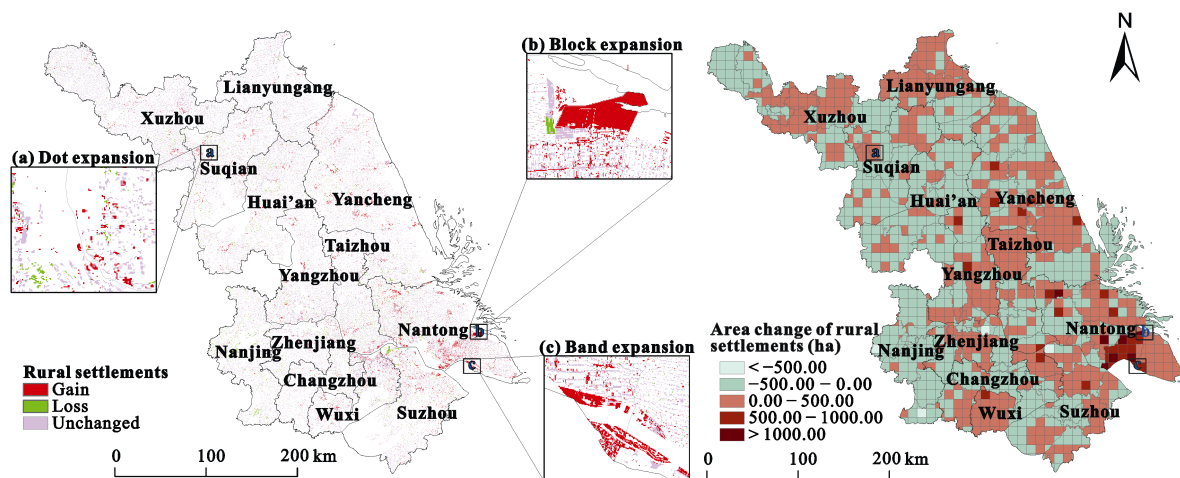 (a) Dot expansion
(b) Block expansion
(c) Band expansion
Lianyungang
Xuzhou
a
Suqian
Huai'an
Yancheng
Taizhou
Yangzhou
Nantong
b
Zhenjiang
Nanjing
c
Changzhou
Wuxi
Suzhou
Rural settlements
Gain
Loss
Unchanged
0 100 200 km
N
Lianyungang
Xuzhou
a
Suqian
Huai'an
Yancheng
Taizhou
Yangzhou
Nantong
b
Zhenjiang
Nanjing
c
Changzhou
Wuxi
Suzhou
Area change of rural
settlements (ha)
< −500.00
−500.00 − 0.00
0.00 − 500.00
500.00 − 1000.00
> 1000.00
0 100 200 km